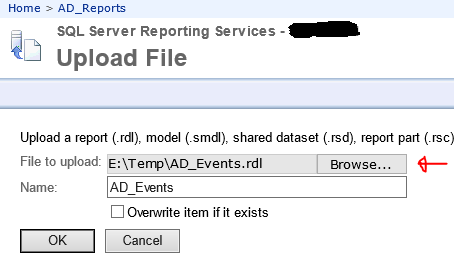 Home > AD_Reports
SQL Server Reporting Services -
Upload File
Upload a report (.rdl), model (.smdl), shared dataset (.rsd), report part (.rsc)
File to upload: E:\Temp\AD_Events.rdl Browse...
Name: AD_Events
Overwrite item if it exists
OK Cancel